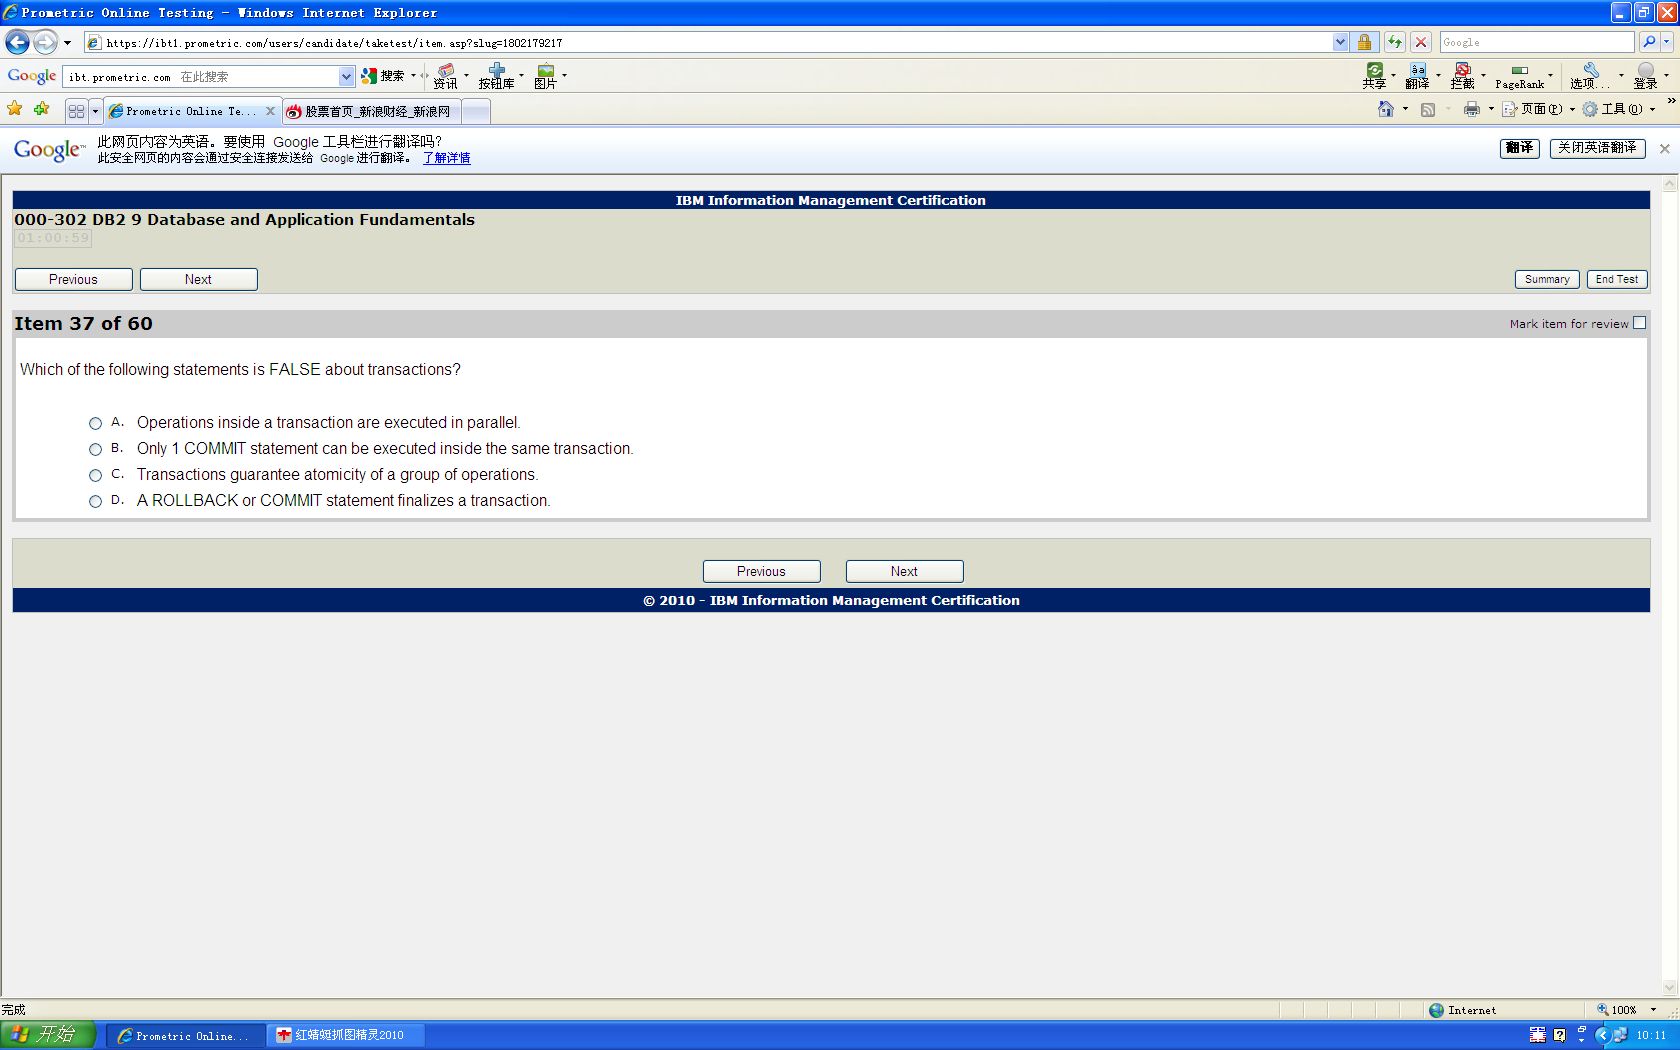 Prometric Online Testing - Windows Internet Explorer
https://ibt1.prometric.com/users/candidate/taketest/item.asp?slug=1802179217
Google
Google ibt.prometric.com 在此搜索 搜索 资讯 按钮库 图片 共享 翻译 拦截 PageRank 选项... 登录
Prometric Online Te... 股票首页_新浪财经_新浪网 页面(P) 工具(O)
Google™
此网页内容为英语。要使用 Google 工具栏进行翻译吗?
此安全网页的内容会通过安全连接发送给 Google 进行翻译。 了解详情
翻译 关闭英语翻译
IBM Information Management Certification
000-302 DB2 9 Database and Application Fundamentals
01:00:59
Previous Next Summary End Test
Item 37 of 60 Mark item for review
Which of the following statements is FALSE about transactions?
A. Operations inside a transaction are executed in parallel.
B. Only 1 COMMIT statement can be executed inside the same transaction.
C. Transactions guarantee atomicity of a group of operations.
D. A ROLLBACK or COMMIT statement finalizes a transaction.
Previous Next
© 2010 - IBM Information Management Certification
完成 Internet 100%
开始 Prometric Online... 红蜻蜓抓图精灵2010 10:11